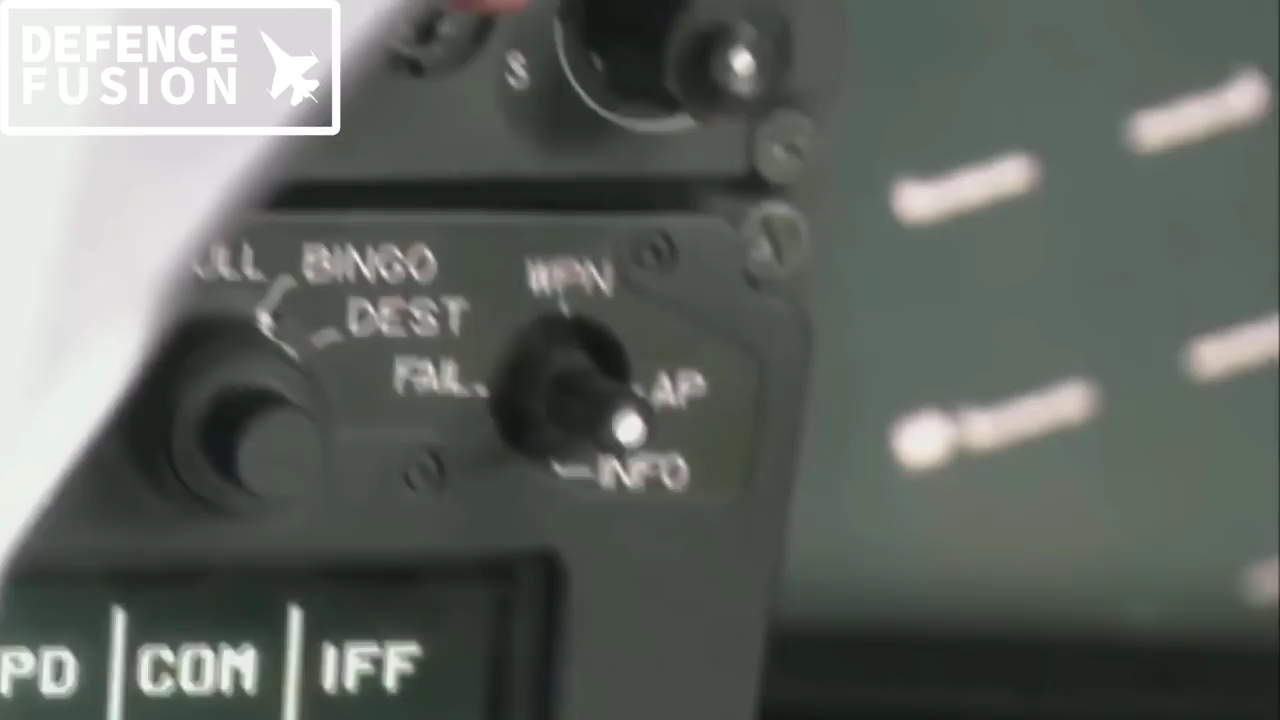 DEFENCE
FUSION
S
BINGO
WPN
DEST
FAIL
AP
INFO
PD
COM
IFF